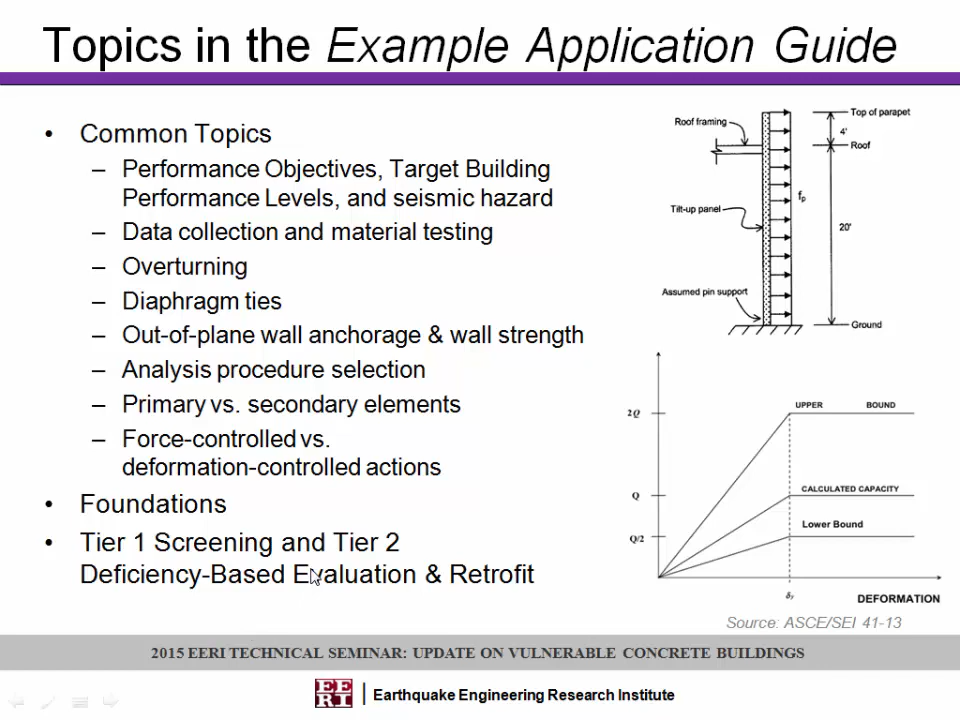 Topics in the Example Application Guide
• Common Topics
– Performance Objectives, Target Building
Performance Levels, and seismic hazard
– Data collection and material testing
– Overturning
– Diaphragm ties
– Out-of-plane wall anchorage & wall strength
– Analysis procedure selection
– Primary vs. secondary elements
– Force-controlled vs.
deformation-controlled actions
• Foundations
• Tier 1 Screening and Tier 2
Deficiency-Based Evaluation & Retrofit
Top of parapet
Roof framing
4'
Roof
fp
Tilt-up panel
20'
Assumed pin support
Ground
UPPER BOUND
2Q
CALCULATED CAPACITY
Q
Lower Bound
Q/2
δy
DEFORMATION
Source: ASCE/SEI 41-13
2015 EERI TECHNICAL SEMINAR: UPDATE ON VULNERABLE CONCRETE BUILDINGS
EE
RI
Earthquake Engineering Research Institute